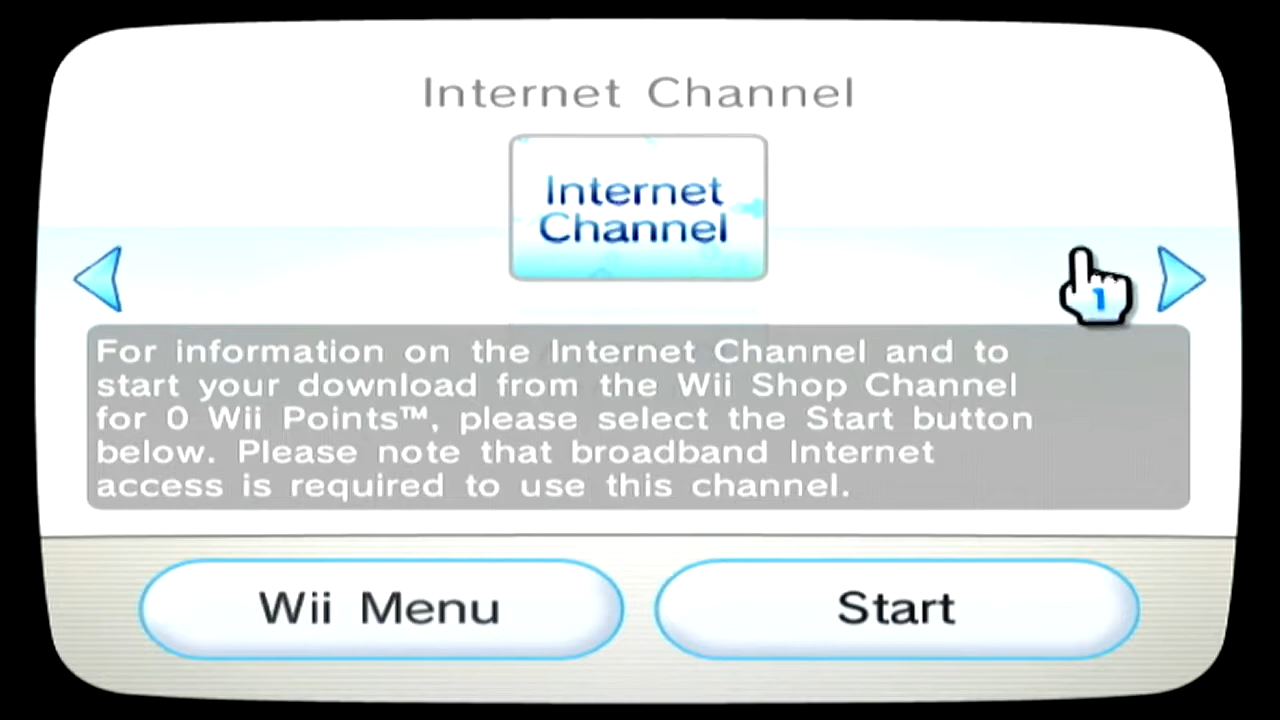 Internet Channel
Internet
Channel
1
For information on the Internet Channel and to
start your download from the Wii Shop Channel
for 0 Wii Points™, please select the Start button
below. Please note that broadband Internet
access is required to use this channel.
Wii Menu
Start